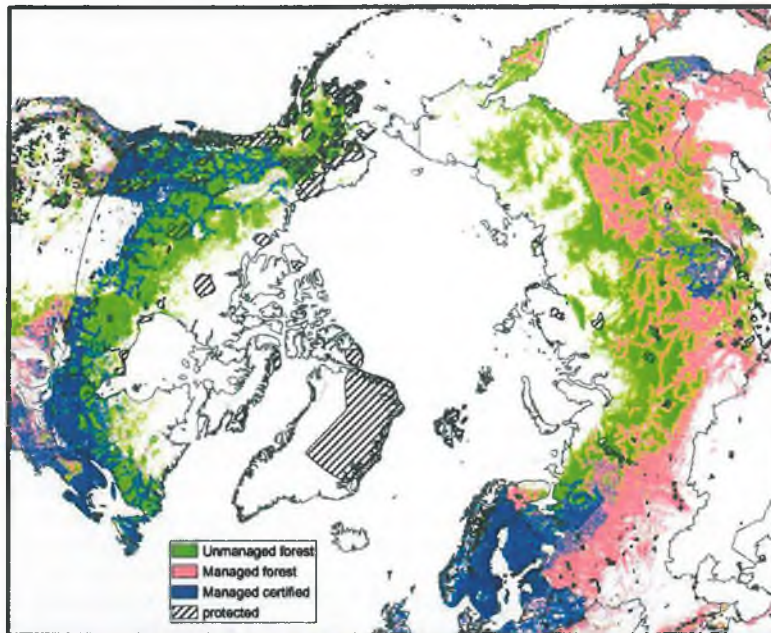 Unmanaged forest
Managed forest
Managed certified
protected